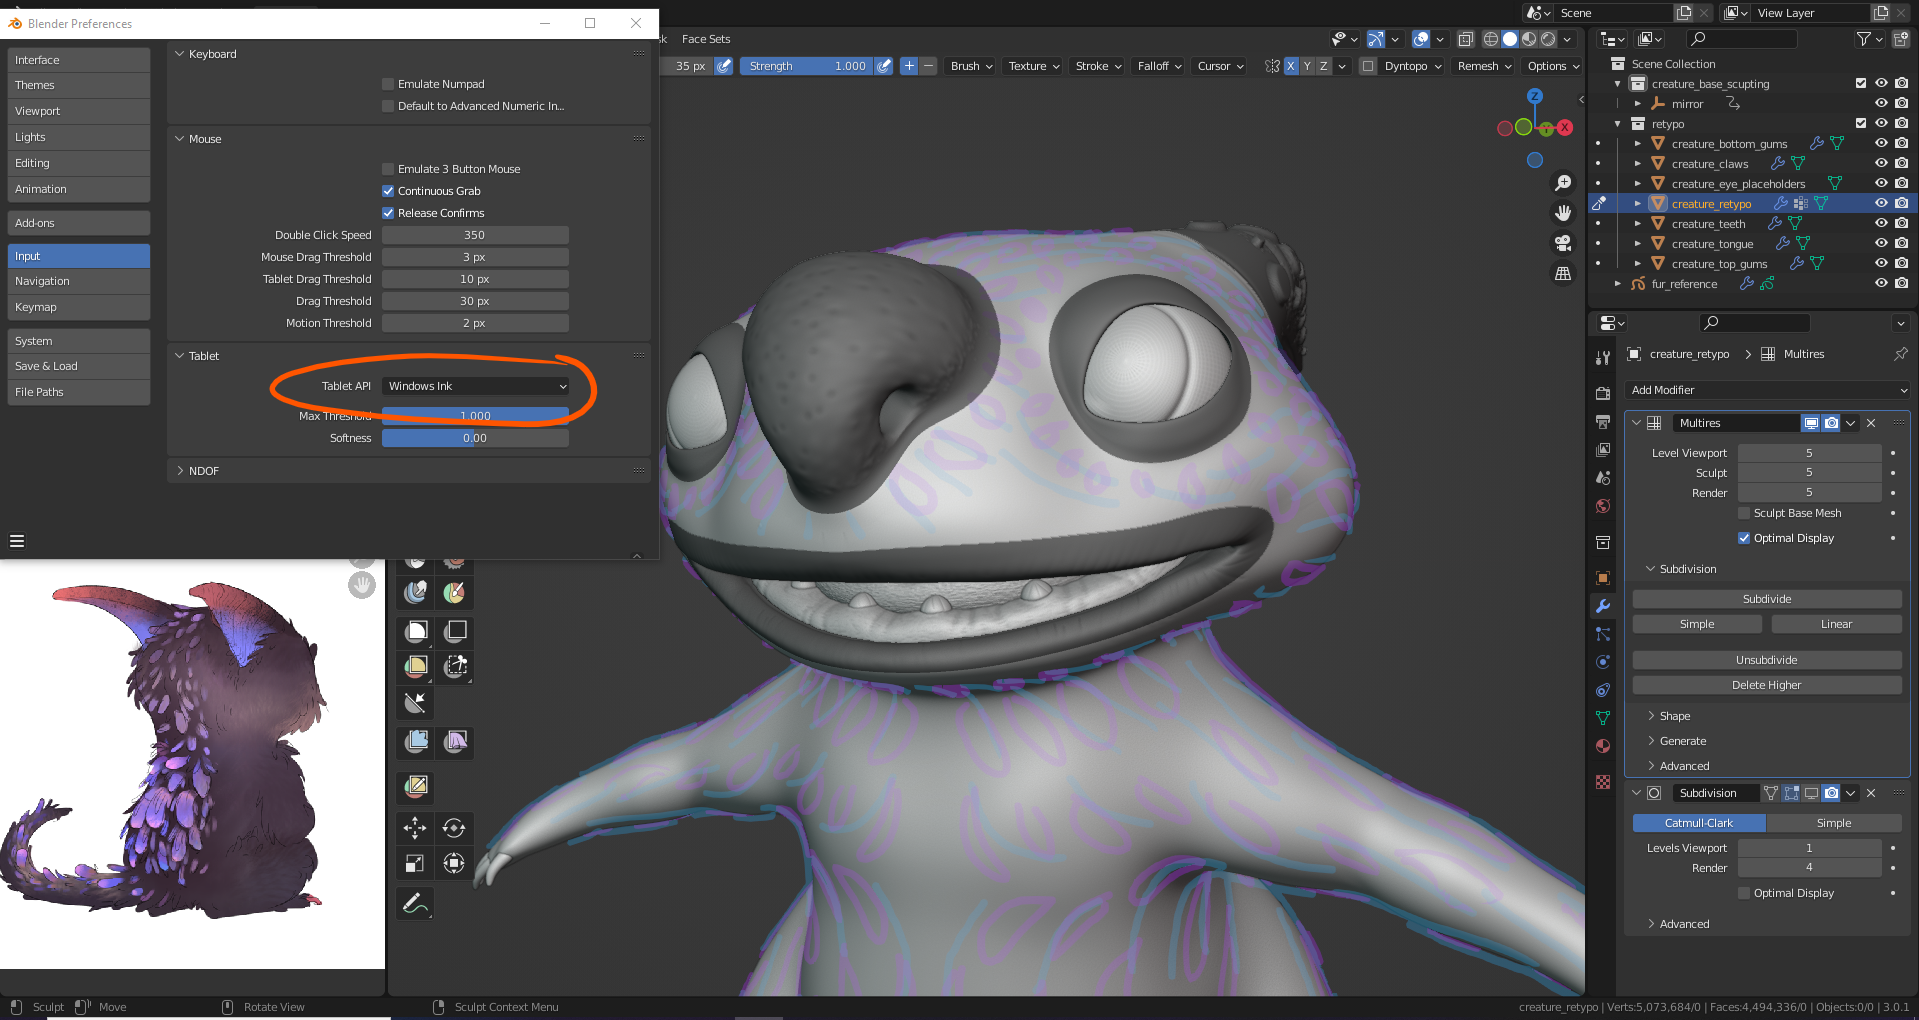 Blender Preferences
Interface
Themes
Viewport
Lights
Editing
Animation
Add-ons
Input
Navigation
Keymap
System
Save & Load
File Paths
Keyboard
Emulate Numpad
Default to Advanced Numeric In...
Mouse
Emulate 3 Button Mouse
Continuous Grab
Release Confirms
Double Click Speed 350
Mouse Drag Threshold 3 px
Tablet Drag Threshold 10 px
Drag Threshold 30 px
Motion Threshold 2 px
Tablet
Tablet API Windows Ink
Max Threshold 1.000
Softness 0.00
NDOF
Face Sets
35 px Strength 1.000 Brush Texture Stroke Falloff Cursor X Y Z Dyntopo Remesh Options
Z
Y X
Scene View Layer
Scene Collection
creature_base_scupting
mirror
retypo
creature_bottom_gums
creature_claws
creature_eye_placeholders
creature_retypo
creature_teeth
creature_tongue
creature_top_gums
fur_reference
creature_retypo Multires
Add Modifier
Multires
Level Viewport 5
Sculpt 5
Render 5
Sculpt Base Mesh
Optimal Display
Subdivision
Subdivide
Simple Linear
Unsubdivide
Delete Higher
Shape
Generate
Advanced
Subdivision
Catmull-Clark Simple
Levels Viewport 1
Render 4
Optimal Display
Advanced
Sculpt Move Rotate View Sculpt Context Menu
creature_retypo | Verts:5,073,684/0 | Faces:4,494,336/0 | Objects:0/0 | 3.0.1